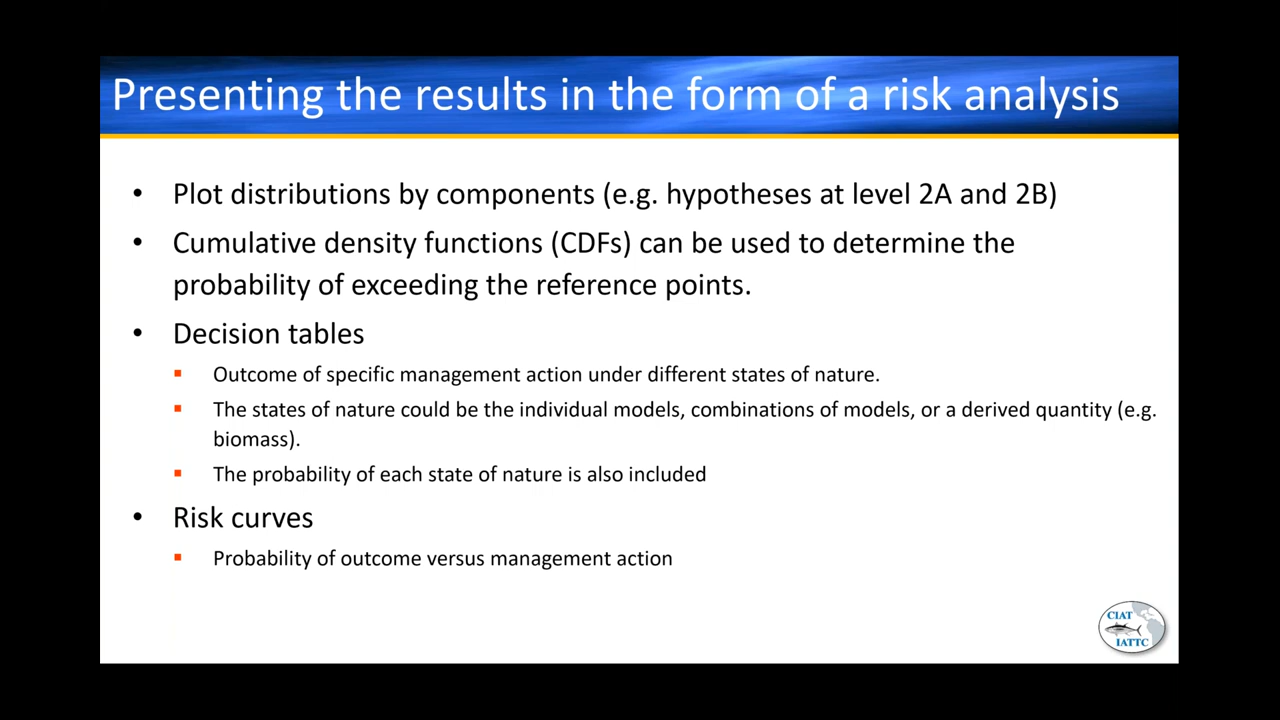 Presenting the results in the form of a risk analysis
• Plot distributions by components (e.g. hypotheses at level 2A and 2B)
• Cumulative density functions (CDFs) can be used to determine the
probability of exceeding the reference points.
• Decision tables
▪ Outcome of specific management action under different states of nature.
▪ The states of nature could be the individual models, combinations of models, or a derived quantity (e.g.
biomass).
▪ The probability of each state of nature is also included
• Risk curves
▪ Probability of outcome versus management action
CIAT
IATTC